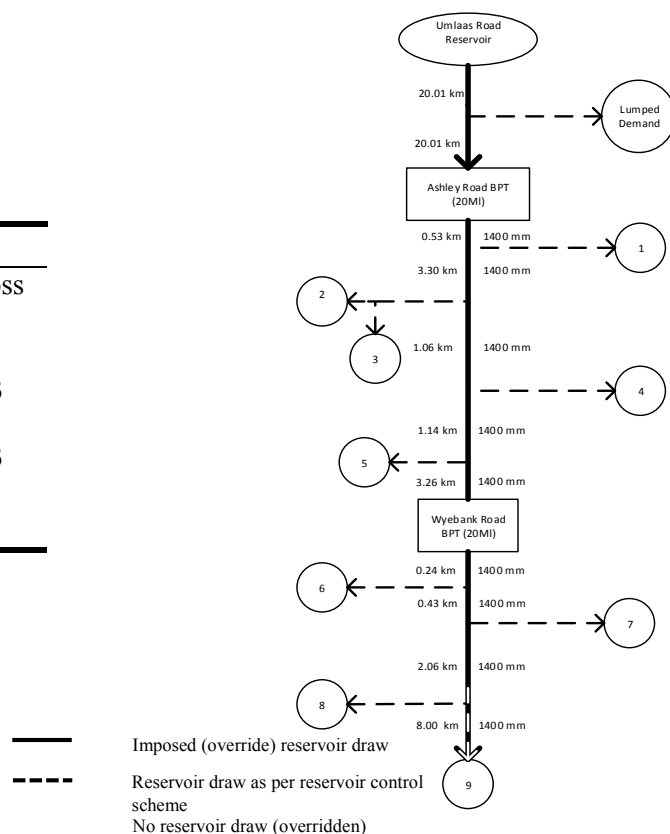 Umlaas Road
Reservoir
20.01 km
Lumped
Demand
20.01 km
Ashley Road BPT
(20Ml)
0.53 km 1400 mm
1
3.30 km 1400 mm
2
3
1.06 km 1400 mm
4
1.14 km 1400 mm
5
3.26 km 1400 mm
Wyebank Road
BPT (20Ml)
0.24 km 1400 mm
6
0.43 km 1400 mm
7
2.06 km 1400 mm
8
8.00 km 1400 mm
9
Imposed (override) reservoir draw
Reservoir draw as per reservoir control
scheme
No reservoir draw (overridden)